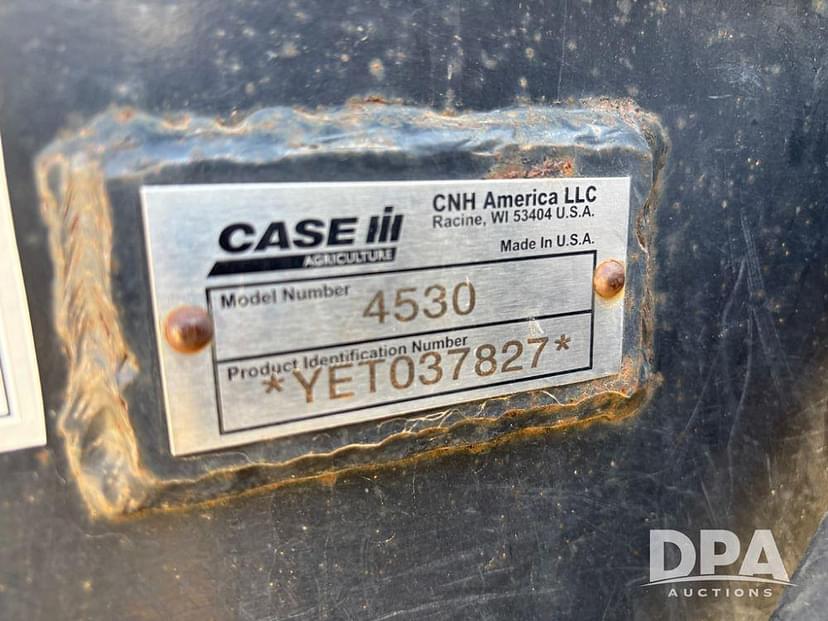 CASE IH
AGRICULTURE
CNH America LLC
Racine, WI 53404 U.S.A.
Made In U.S.A.
Model Number
4530
Product Identification Number
*YET037827*
DPA
AUCTIONS